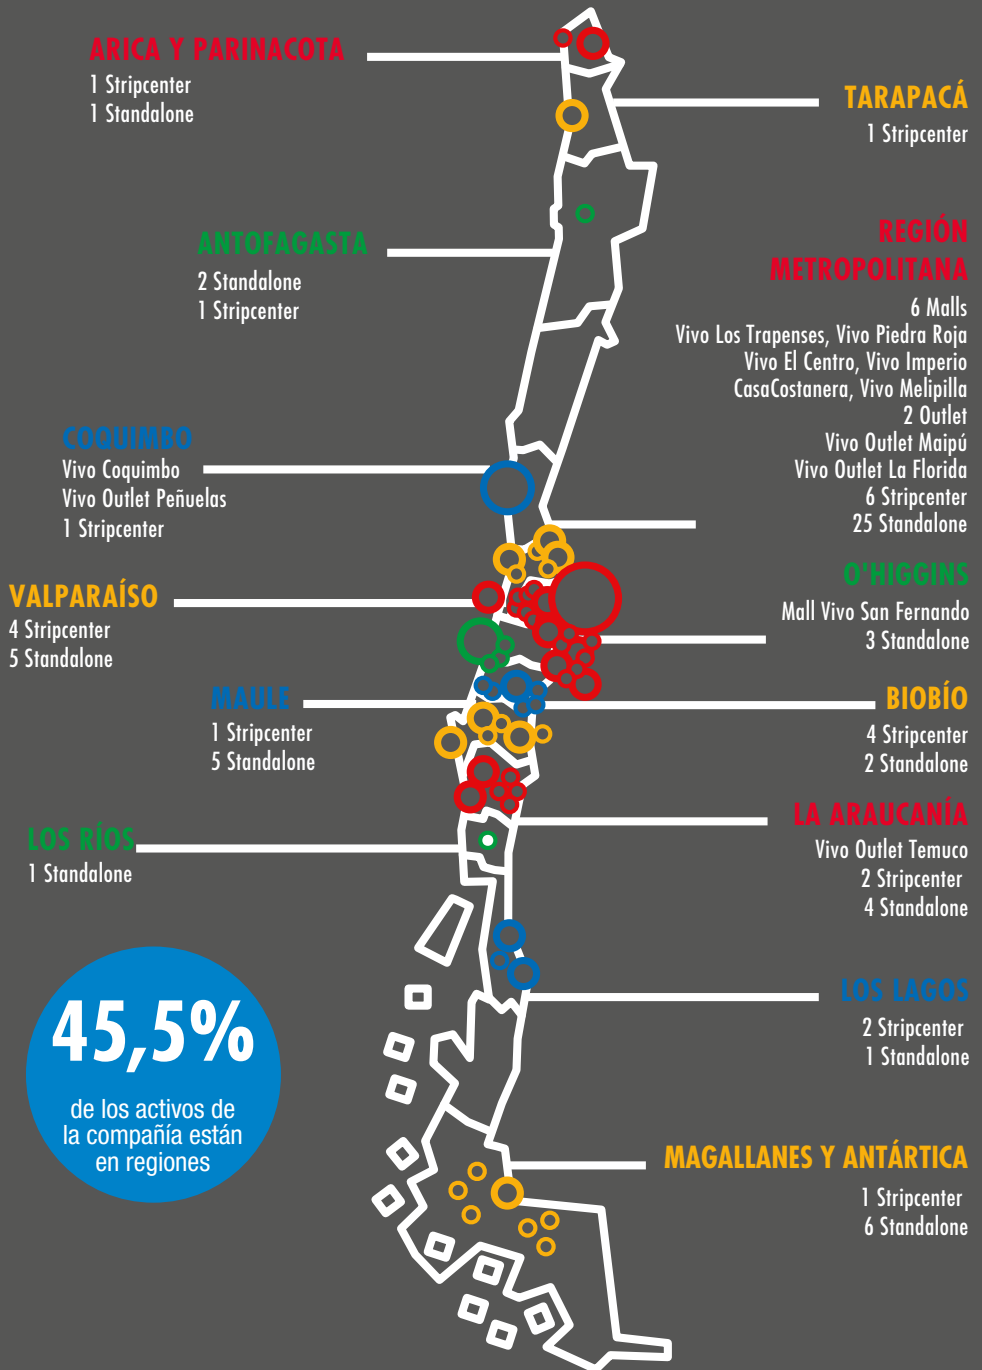 ARICA Y PARINACOTA
1 Stripcenter
1 Standalone
TARAPACÁ
1 Stripcenter
ANTOFAGASTA
2 Standalone
1 Stripcenter
REGIÓN
METROPOLITANA
6 Malls
Vivo Los Trapenses, Vivo Piedra Roja
Vivo El Centro, Vivo Imperio
CasaCostanera, Vivo Melipilla
2 Outlet
Vivo Outlet Maipú
Vivo Outlet La Florida
6 Stripcenter
25 Standalone
COQUIMBO
Vivo Coquimbo
Vivo Outlet Peñuelas
1 Stripcenter
O'HIGGINS
Mall Vivo San Fernando
3 Standalone
VALPARAÍSO
4 Stripcenter
5 Standalone
MAULE
1 Stripcenter
5 Standalone
BIOBÍO
4 Stripcenter
2 Standalone
LA ARAUCANÍA
Vivo Outlet Temuco
2 Stripcenter
4 Standalone
LOS RÍOS
1 Standalone
LOS LAGOS
2 Stripcenter
1 Standalone
45,5%
de los activos de
la compañía están
en regiones
MAGALLANES Y ANTÁRTICA
1 Stripcenter
6 Standalone